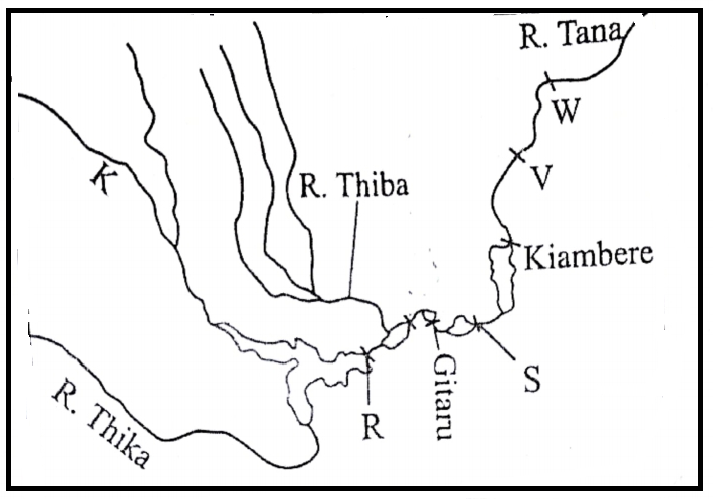 R. Tana
W
K
V
R. Thiba
Kiambere
S
Gitaru
R
R. Thika